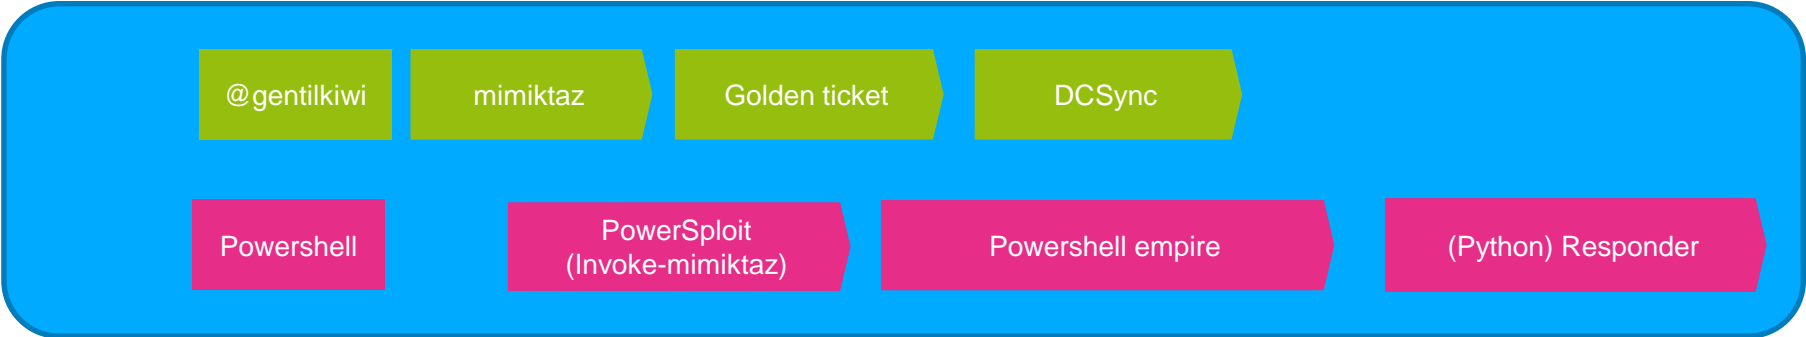 @gentilkiwi
mimiktaz
Golden ticket
DCSync
Powershell
PowerSploit
(Invoke-mimiktaz)
Powershell empire
(Python) Responder